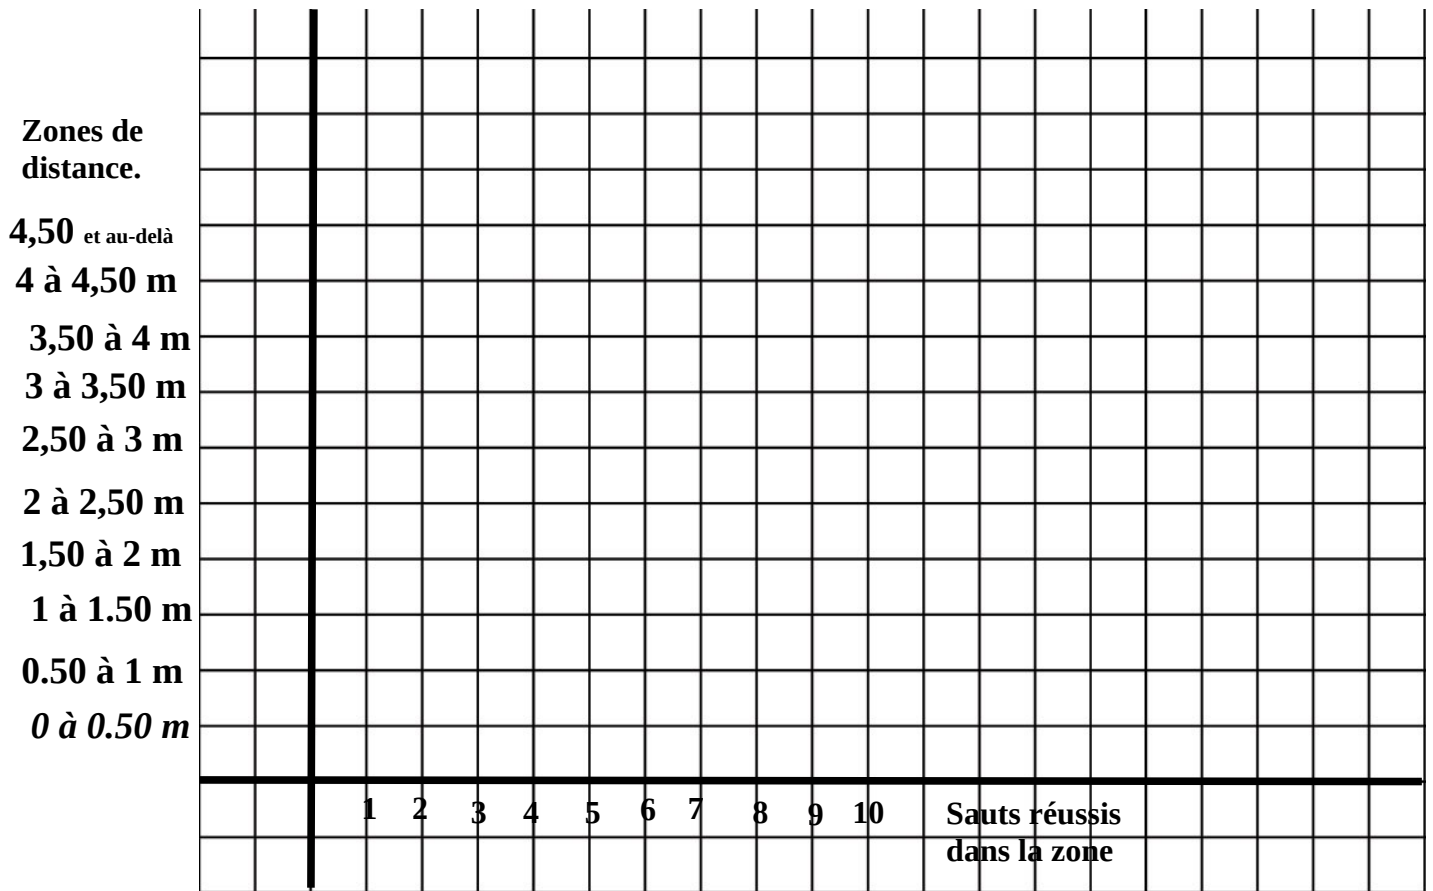 Zones de
distance.
4,50 et au-delà
4 à 4,50 m
3,50 à 4 m
3 à 3,50 m
2,50 à 3 m
2 à 2,50 m
1,50 à 2 m
1 à 1.50 m
0.50 à 1 m
0 à 0.50 m
1 2 3 4 5 6 7 8 9 10
Sauts réussis
dans la zone